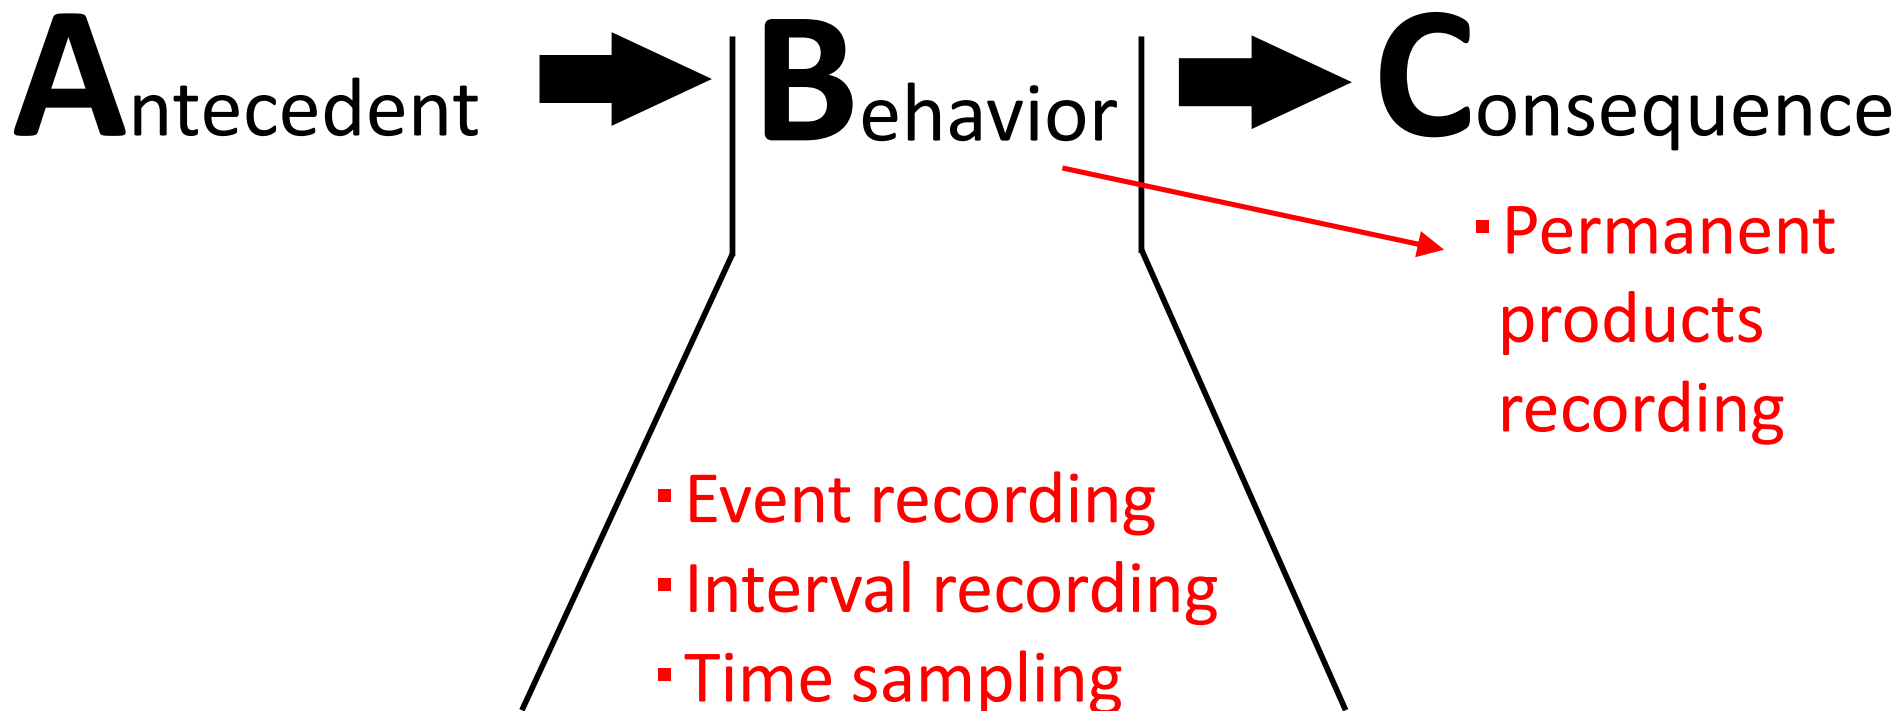 Antecedent Behavior Consequence
▪ Permanent
products
recording
▪ Event recording
▪ Interval recording
▪ Time sampling